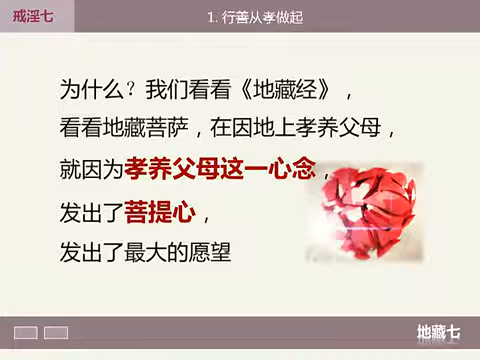 戒淫七
1. 行善从孝做起
为什么？我们看看《地藏经》，
看看地藏菩萨，在因地上孝养父母，
就因为孝养父母这一心念，
发出了菩提心，
发出了最大的愿望
地藏七